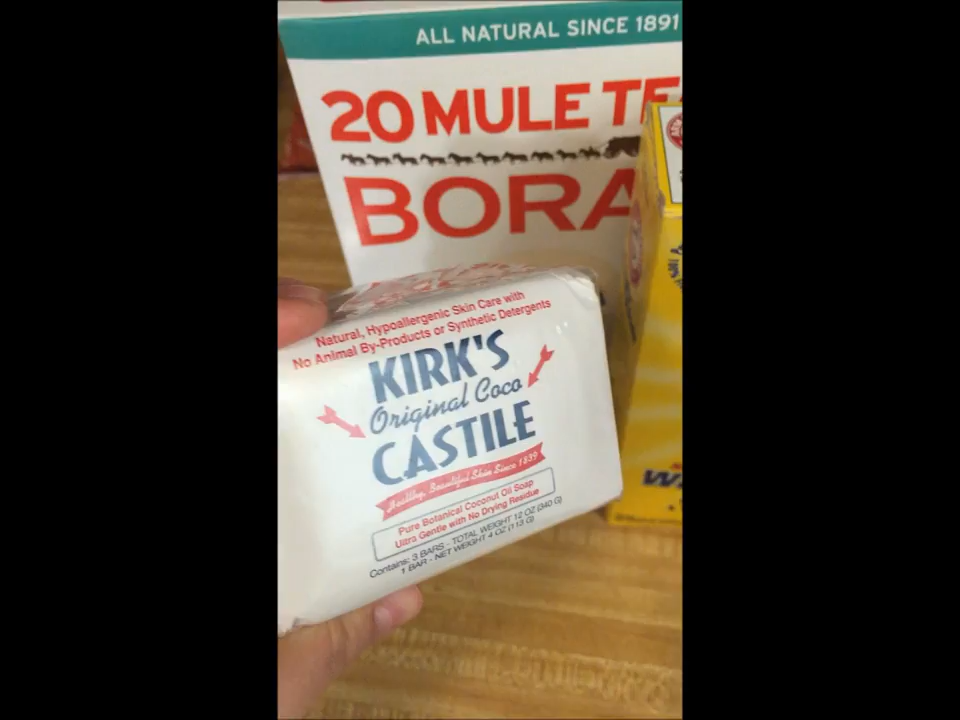 ALL NATURAL SINCE 1891
20 MULE TE
BORA
Natural, Hypoallergenic Skin Care with
No Animal By-Products or Synthetic Detergents
KIRK'S
Original Coco
CASTILE
Healthy, Beautiful Skin Since 1839
Pure Botanical Coconut Oil Soap
Ultra Gentle with No Drying Residue
Contains: 3 BARS - TOTAL WEIGHT 12 OZ (340 G)
1 BAR - NET WEIGHT 4 OZ (113 G)